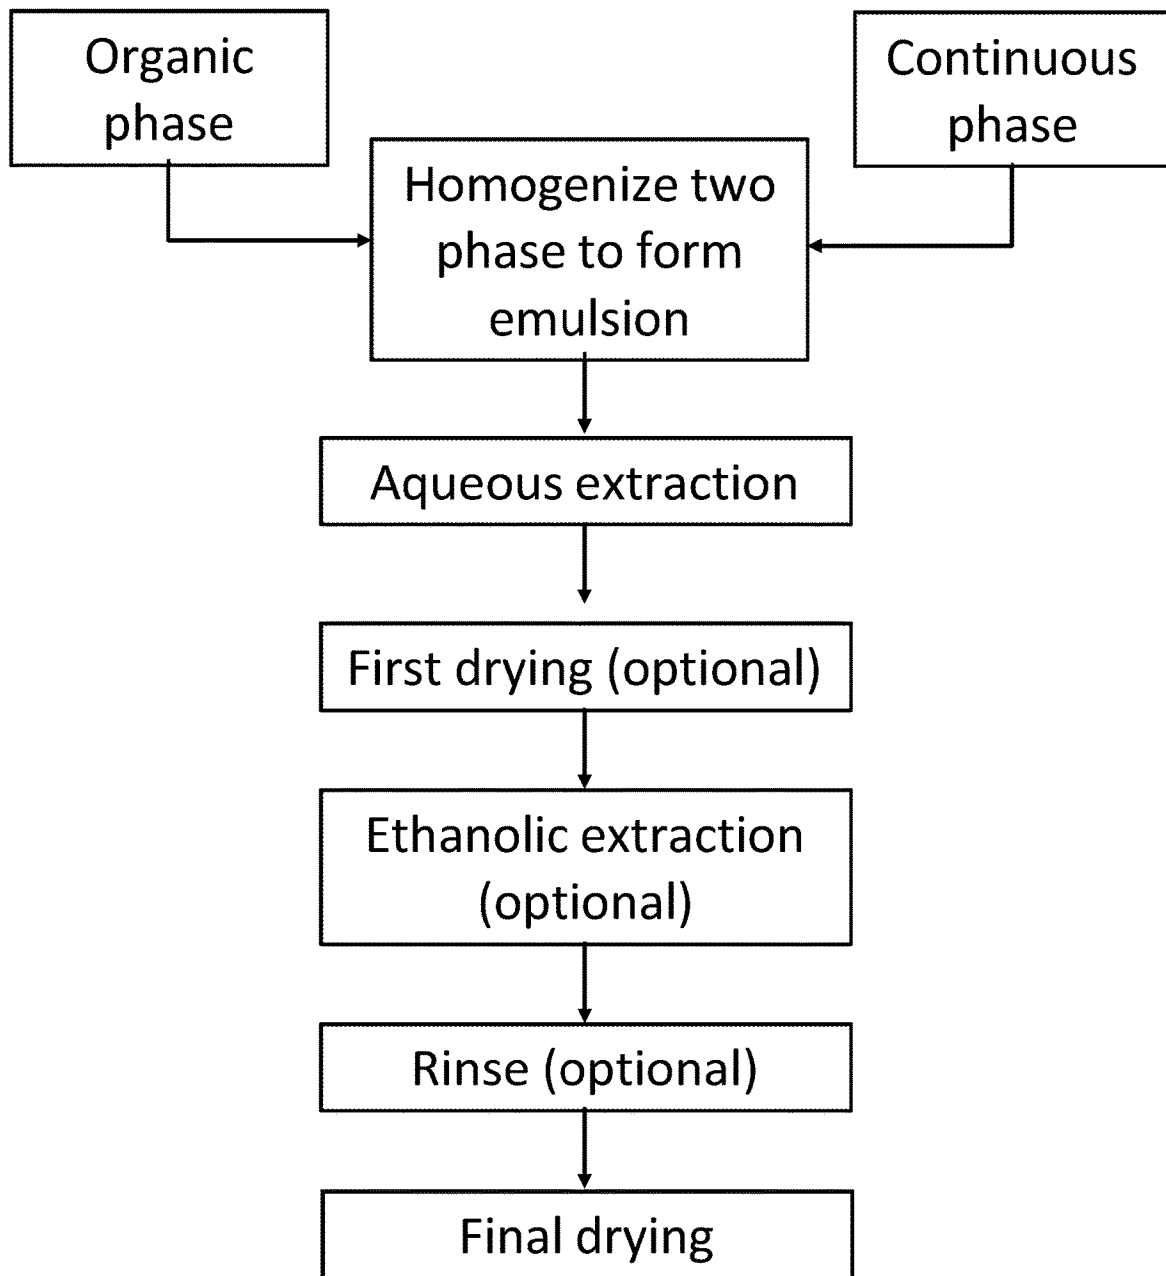 Organic
phase
Continuous
phase
Homogenize two
phase to form
emulsion
Aqueous extraction
First drying (optional)
Ethanolic extraction
(optional)
Rinse (optional)
Final drying